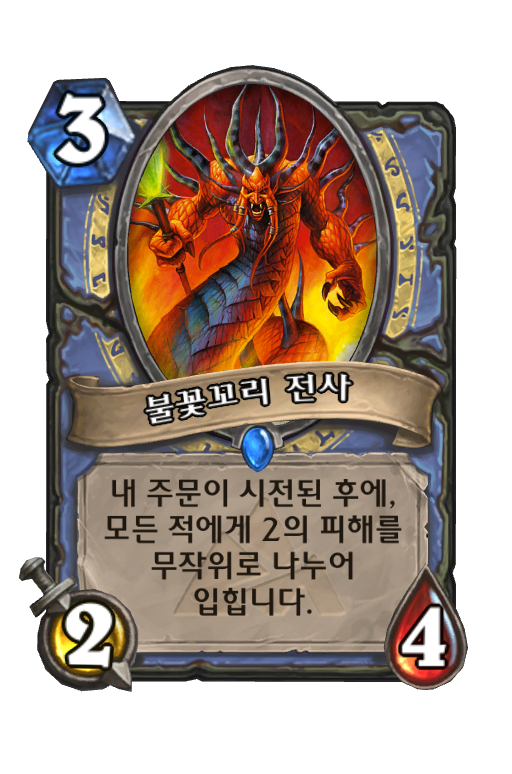 3
불꽃꼬리 전사
내 주문이 시전된 후에,
모든 적에게 2의 피해를
무작위로 나누어
입힙니다.
2
4